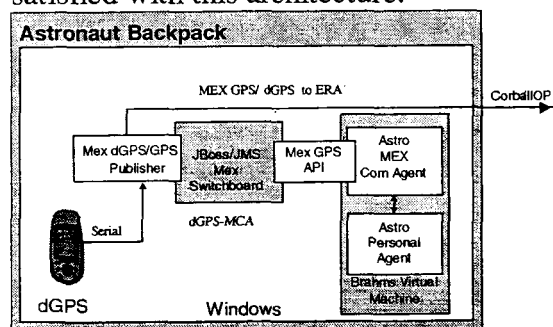 satisfied with this architecture.
Astronaut Backpack
MEX GPS/ dGPS to ERA
CorbaIIOP
Mex dGPS/GPS
Publisher
JBoss/JMS
Mex
Switchboard
Mex GPS
API
Astro
MEX
Com Agent
dGPS-MCA
Serial
Astro
Personal
Agent
Brahms Virtual
Machine
dGPS
Windows